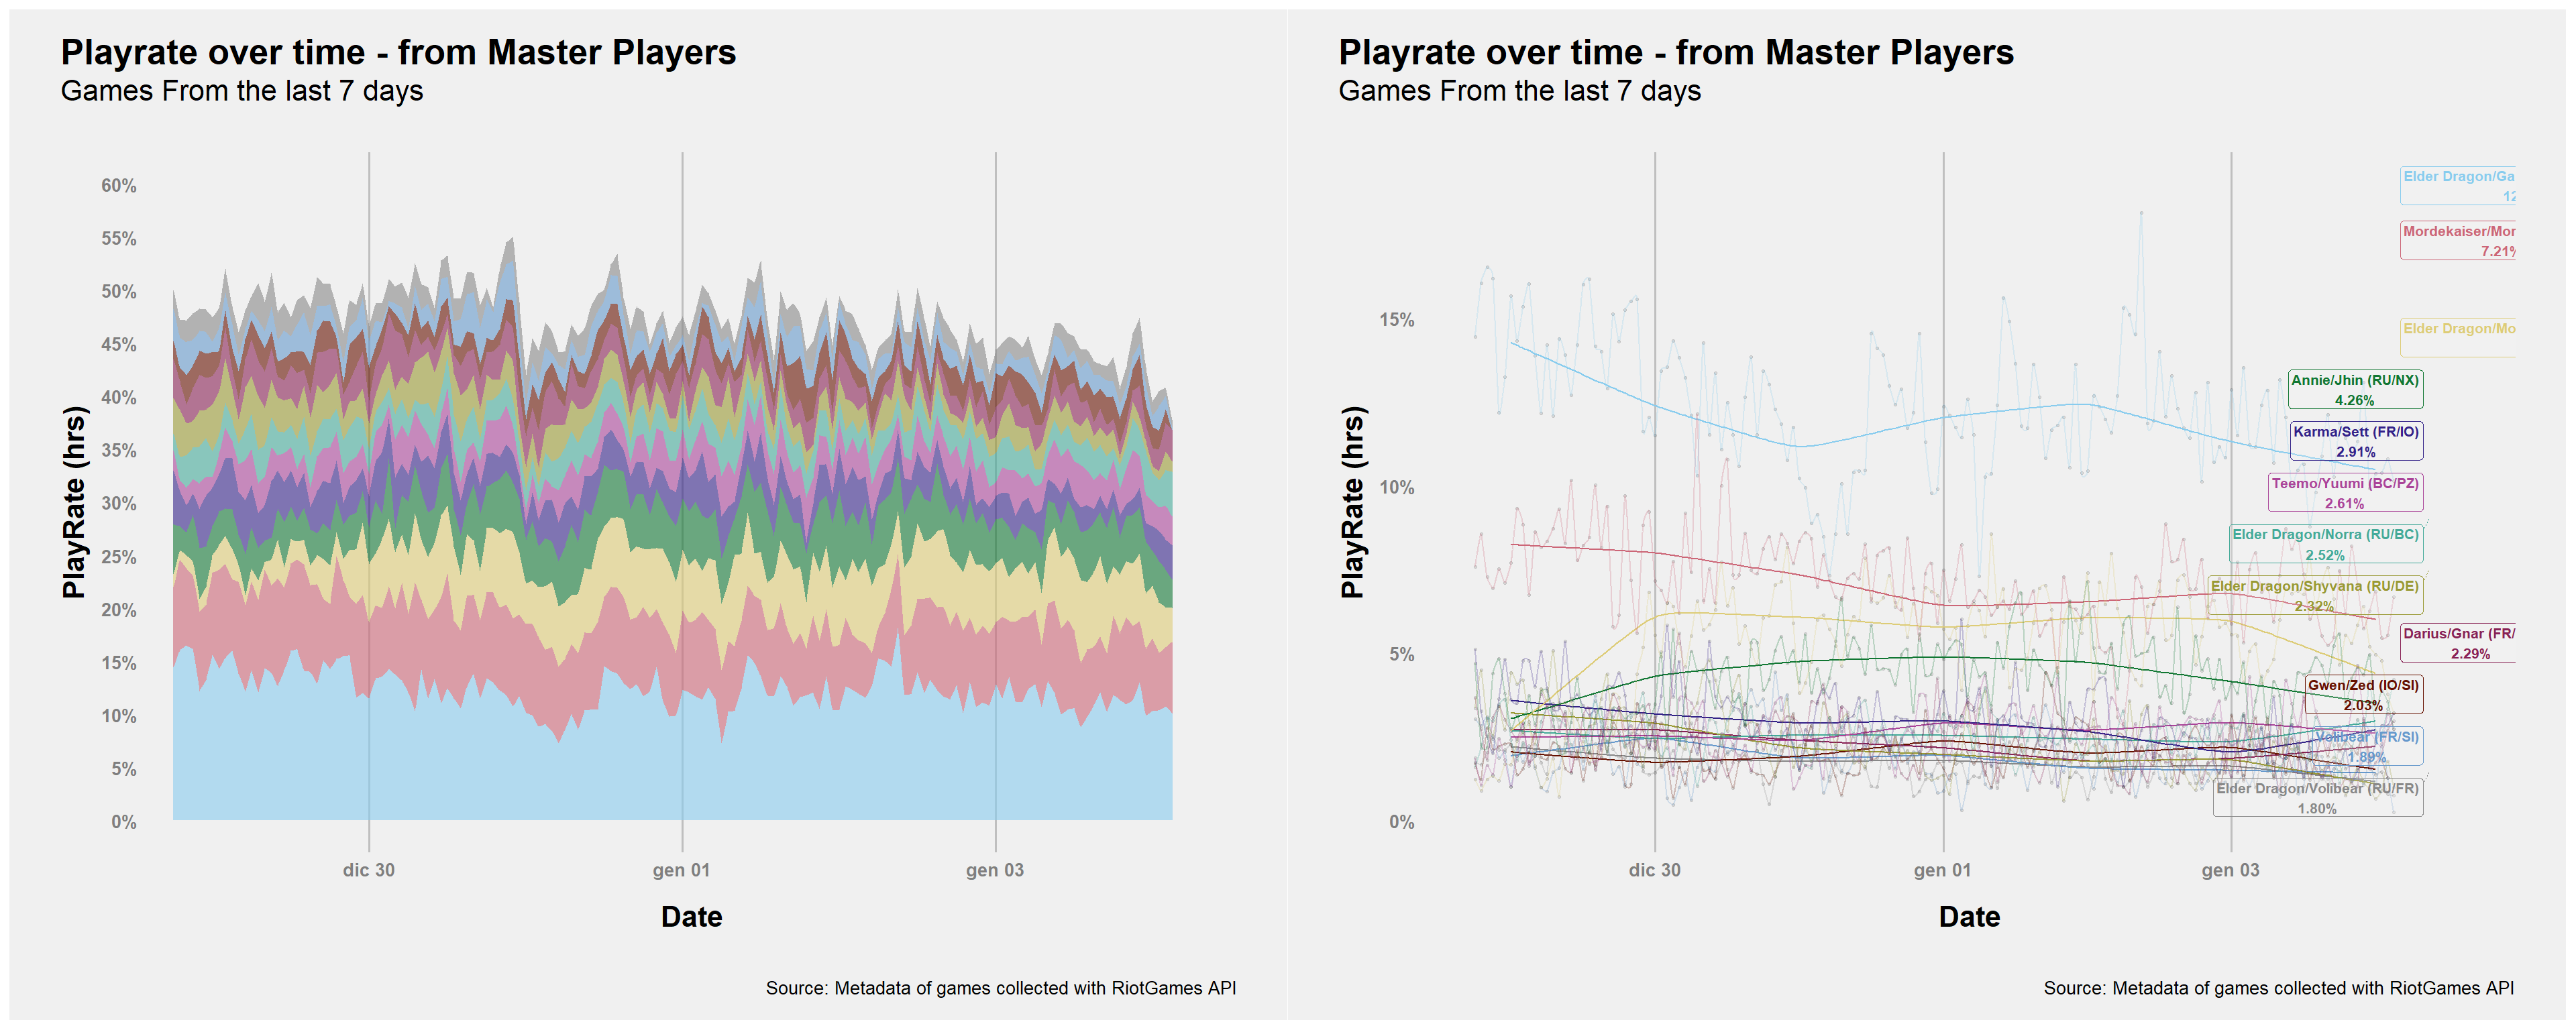 Playrate over time - from Master Players
Games From the last 7 days
PlayRate (hrs)
60%
55%
50%
45%
40%
35%
30%
25%
20%
15%
10%
5%
0%
dic 30
gen 01
gen 03
Date
Source: Metadata of games collected with RiotGames API
Playrate over time - from Master Players
Games From the last 7 days
PlayRate (hrs)
15%
10%
5%
0%
Elder Dragon/Ga
12
Mordekaiser/Mor
7.21%
Elder Dragon/Mo
Annie/Jhin (RU/NX)
4.26%
Karma/Sett (FR/IO)
2.91%
Teemo/Yuumi (BC/PZ)
2.61%
Elder Dragon/Norra (RU/BC)
2.52%
Elder Dragon/Shyvana (RU/DE)
2.32%
Darius/Gnar (FR/
2.29%
Gwen/Zed (IO/SI)
2.03%
Volibear (FR/SI)
1.89%
Elder Dragon/Volibear (RU/FR)
1.80%
dic 30
gen 01
gen 03
Date
Source: Metadata of games collected with RiotGames API